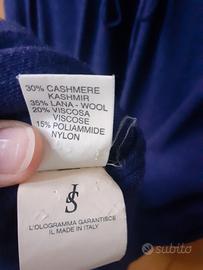 30% CASHMERE
KASHMIR
35% LANA - WOOL
20% VISCOSA
VISCOSE
15% POLIAMMIDE
NYLON
JS
L'OLOGRAMMA GARANTISCE
IL MADE IN ITALY
subito